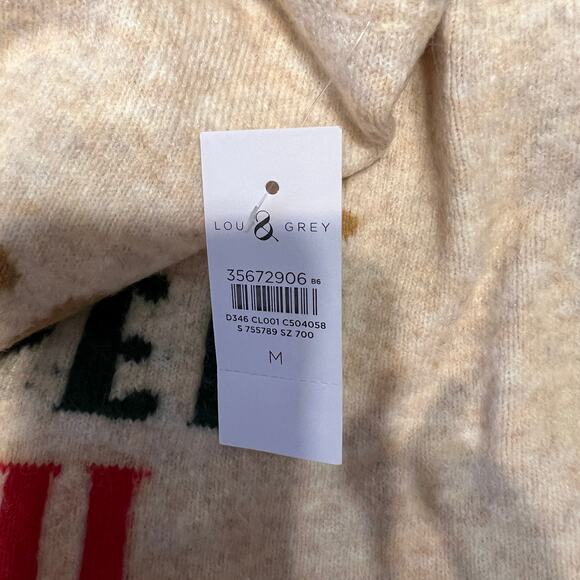 LOU & GREY
35672906 B6
D346 CL001 C504058
S 755789 SZ 700
M